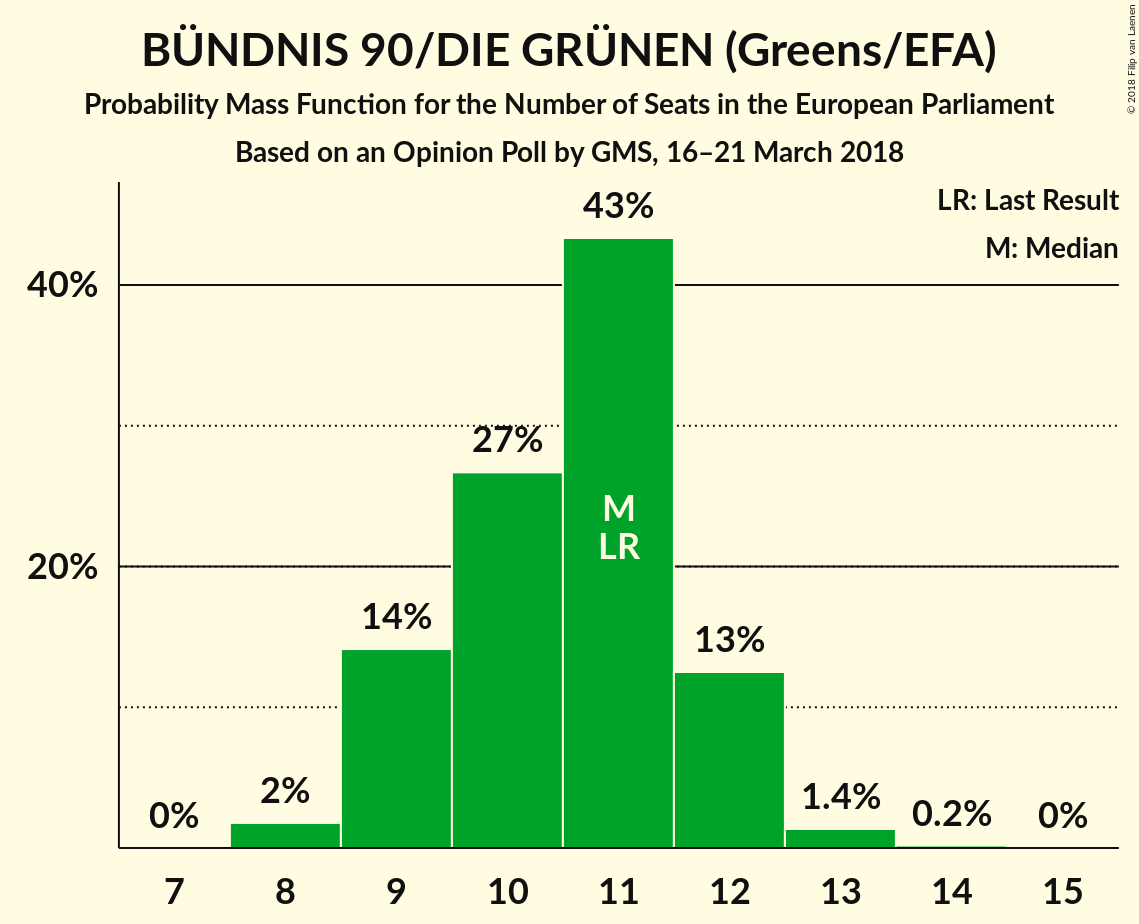 BÜNDNIS 90/DIE GRÜNEN (Greens/EFA)
Probability Mass Function for the Number of Seats in the European Parliament
Based on an Opinion Poll by GMS, 16–21 March 2018
© 2018 Filip van Laenen
LR: Last Result
M: Median
40%
20%
0%
2%
14%
27%
43%
M
LR
13%
1.4%
0.2%
0%
7 8 9 10 11 12 13 14 15